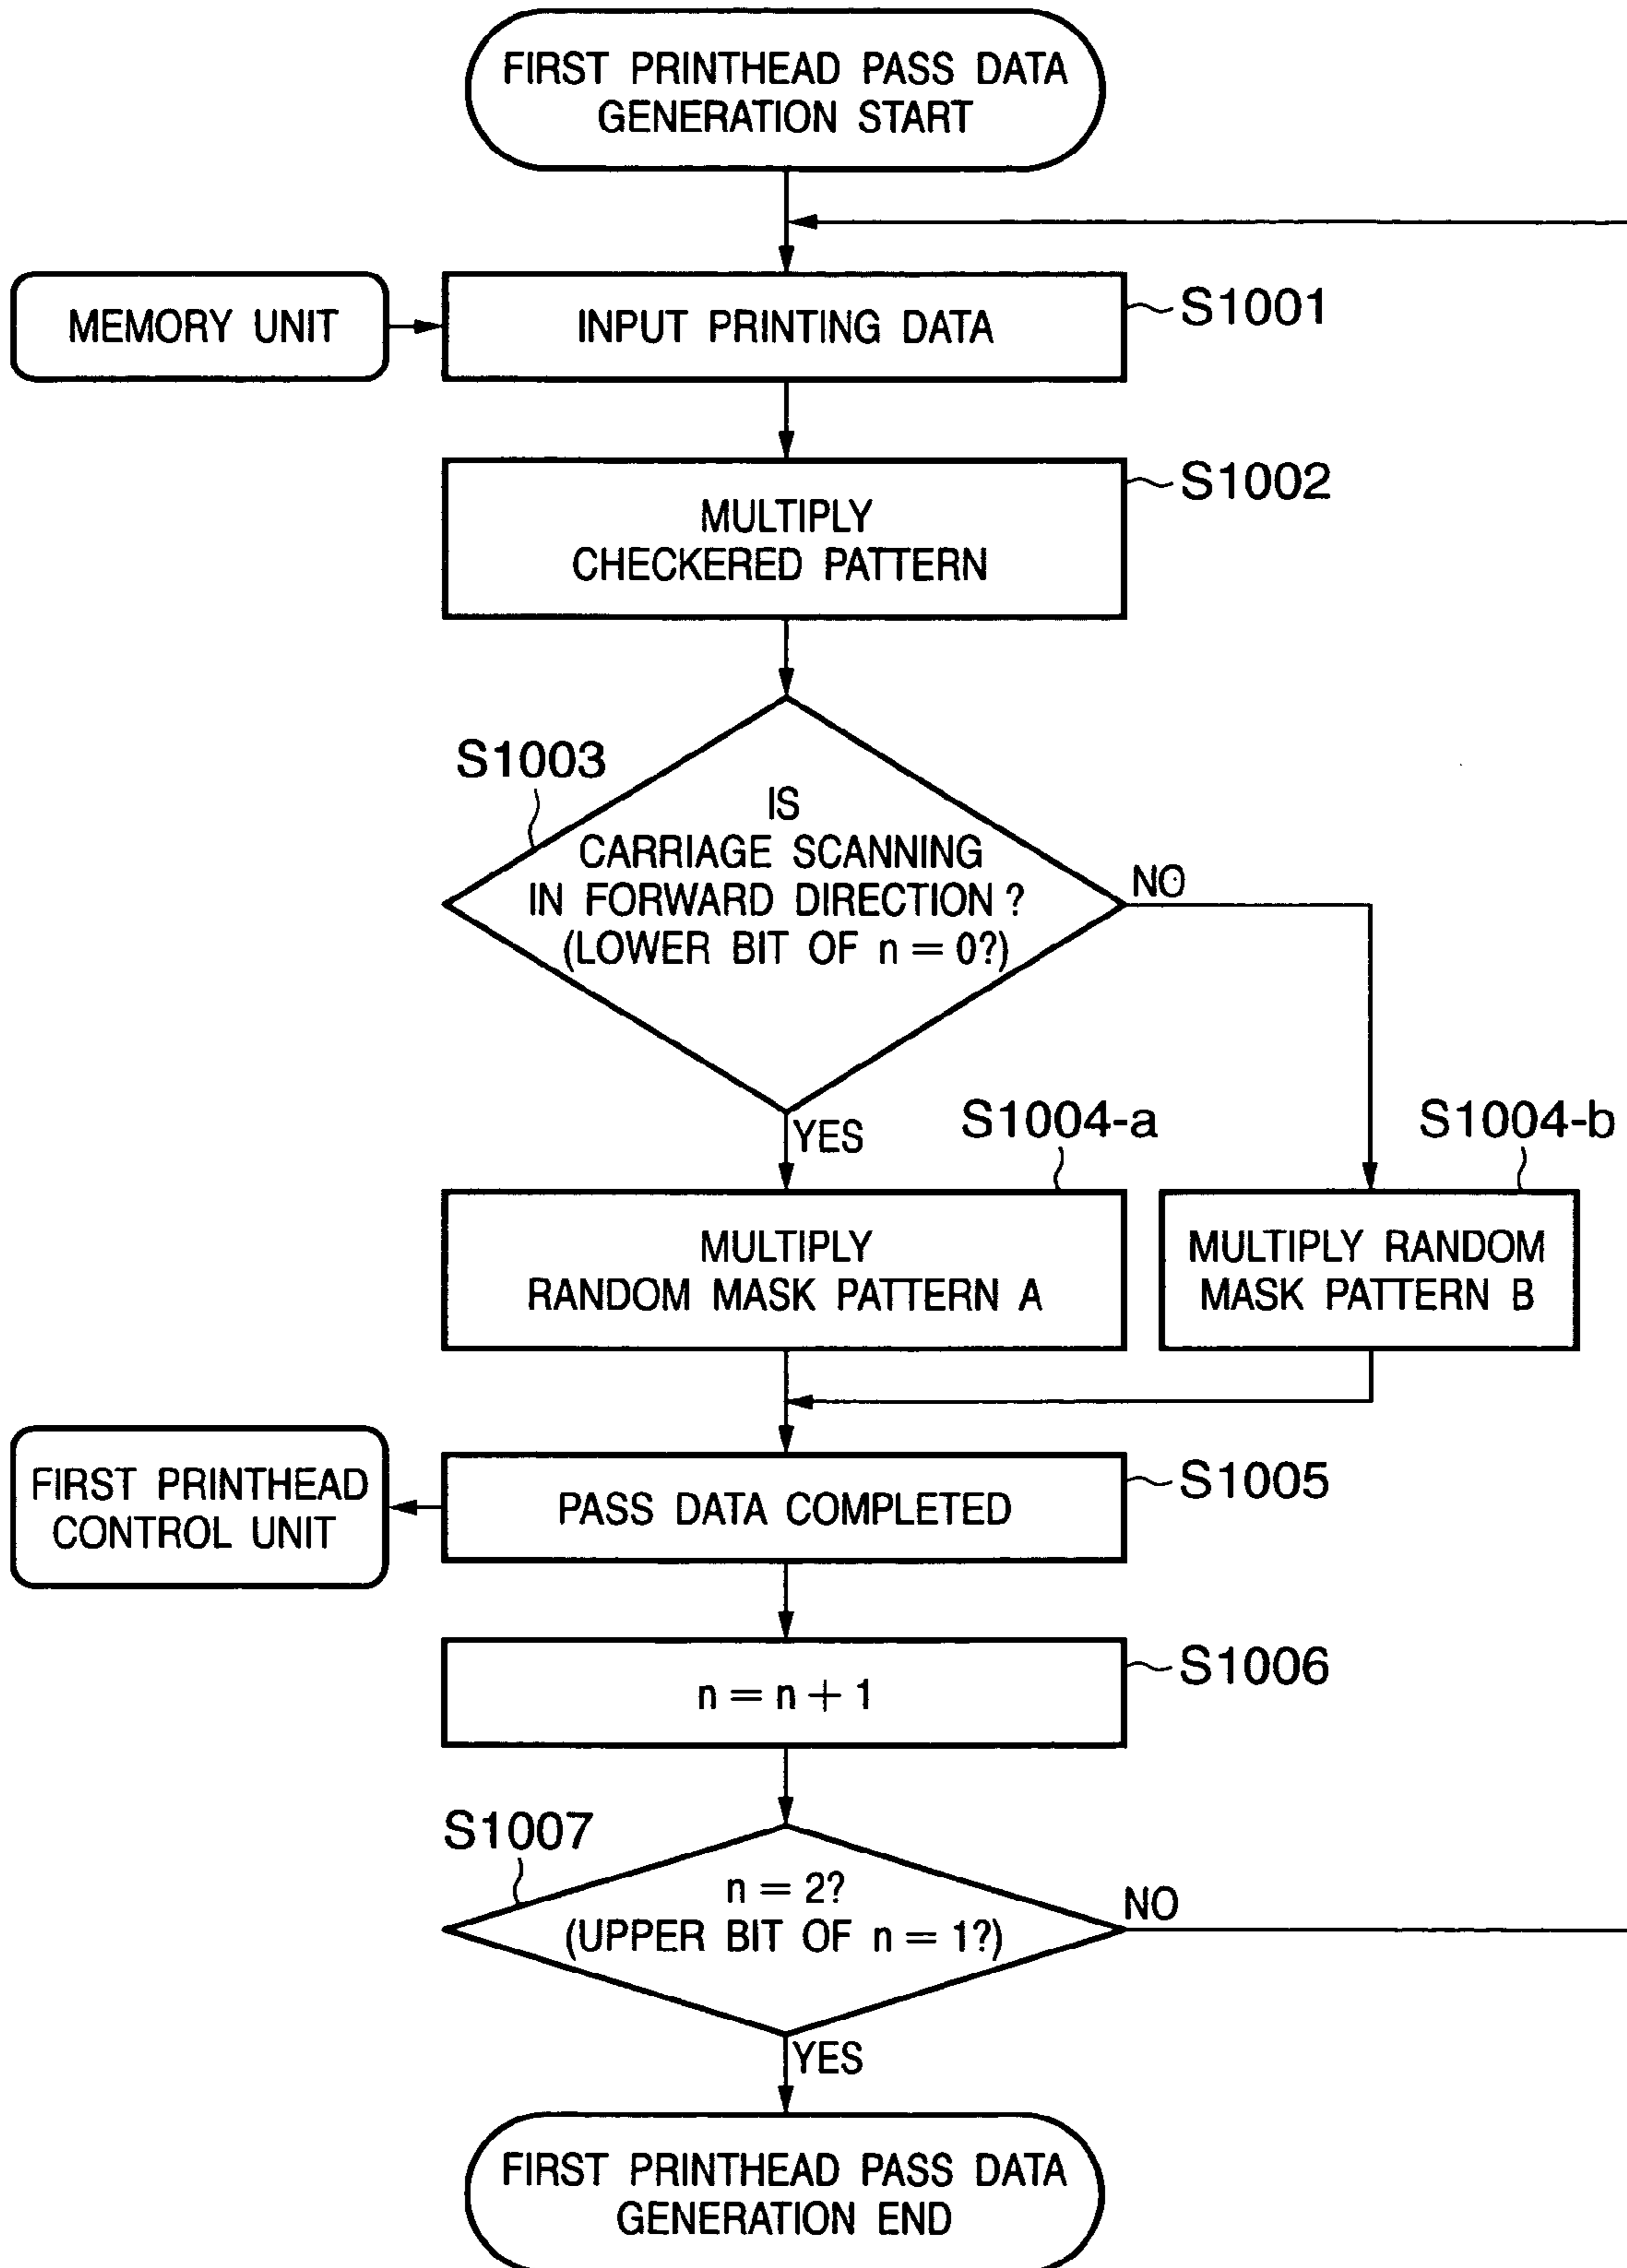 FIRST PRINTHEAD PASS DATA
GENERATION START
MEMORY UNIT
INPUT PRINTING DATA
S1001
MULTIPLY
CHECKERED PATTERN
S1002
S1003
IS
CARRIAGE SCANNING
IN FORWARD DIRECTION ?
(LOWER BIT OF n = 0?)
NO
YES
S1004-a
S1004-b
MULTIPLY
RANDOM MASK PATTERN A
MULTIPLY RANDOM
MASK PATTERN B
FIRST PRINTHEAD
CONTROL UNIT
PASS DATA COMPLETED
S1005
n = n + 1
S1006
S1007
n = 2?
(UPPER BIT OF n = 1?)
NO
YES
FIRST PRINTHEAD PASS DATA
GENERATION END